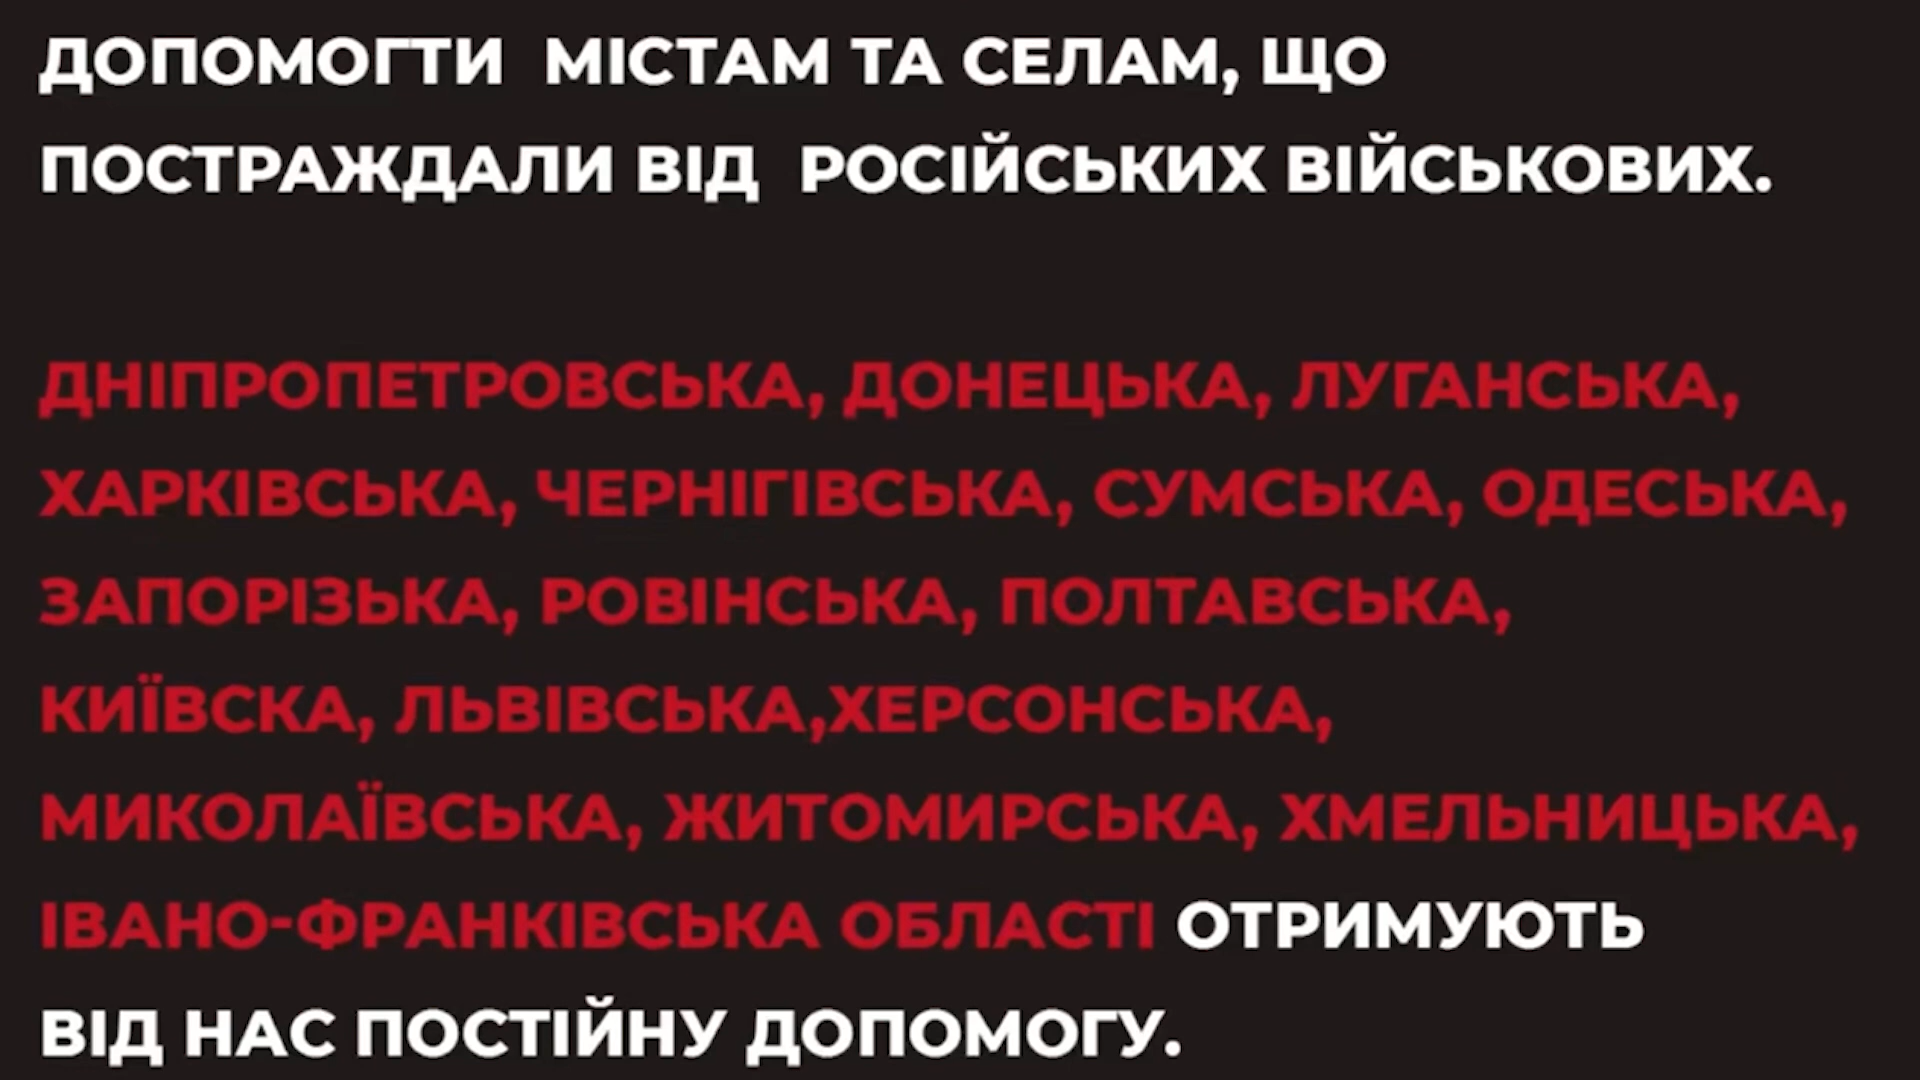 ДОПОМОГТИ МІСТАМ ТА СЕЛАМ, ЩО
ПОСТРАЖДАЛИ ВІД РОСІЙСЬКИХ ВІЙСЬКОВИХ.
ДНІПРОПЕТРОВСЬКА, ДОНЕЦЬКА, ЛУГАНСЬКА,
ХАРКІВСЬКА, ЧЕРНІГІВСЬКА, СУМСЬКА, ОДЕСЬКА,
ЗАПОРІЗЬКА, РОВІНСЬКА, ПОЛТАВСЬКА,
КИЇВСКА, ЛЬВІВСЬКА,ХЕРСОНСЬКА,
МИКОЛАЇВСЬКА, ЖИТОМИРСЬКА, ХМЕЛЬНИЦЬКА,
ІВАНО-ФРАНКІВСЬКА ОБЛАСТІ ОТРИМУЮТЬ
ВІД НАС ПОСТІЙНУ ДОПОМОГУ.